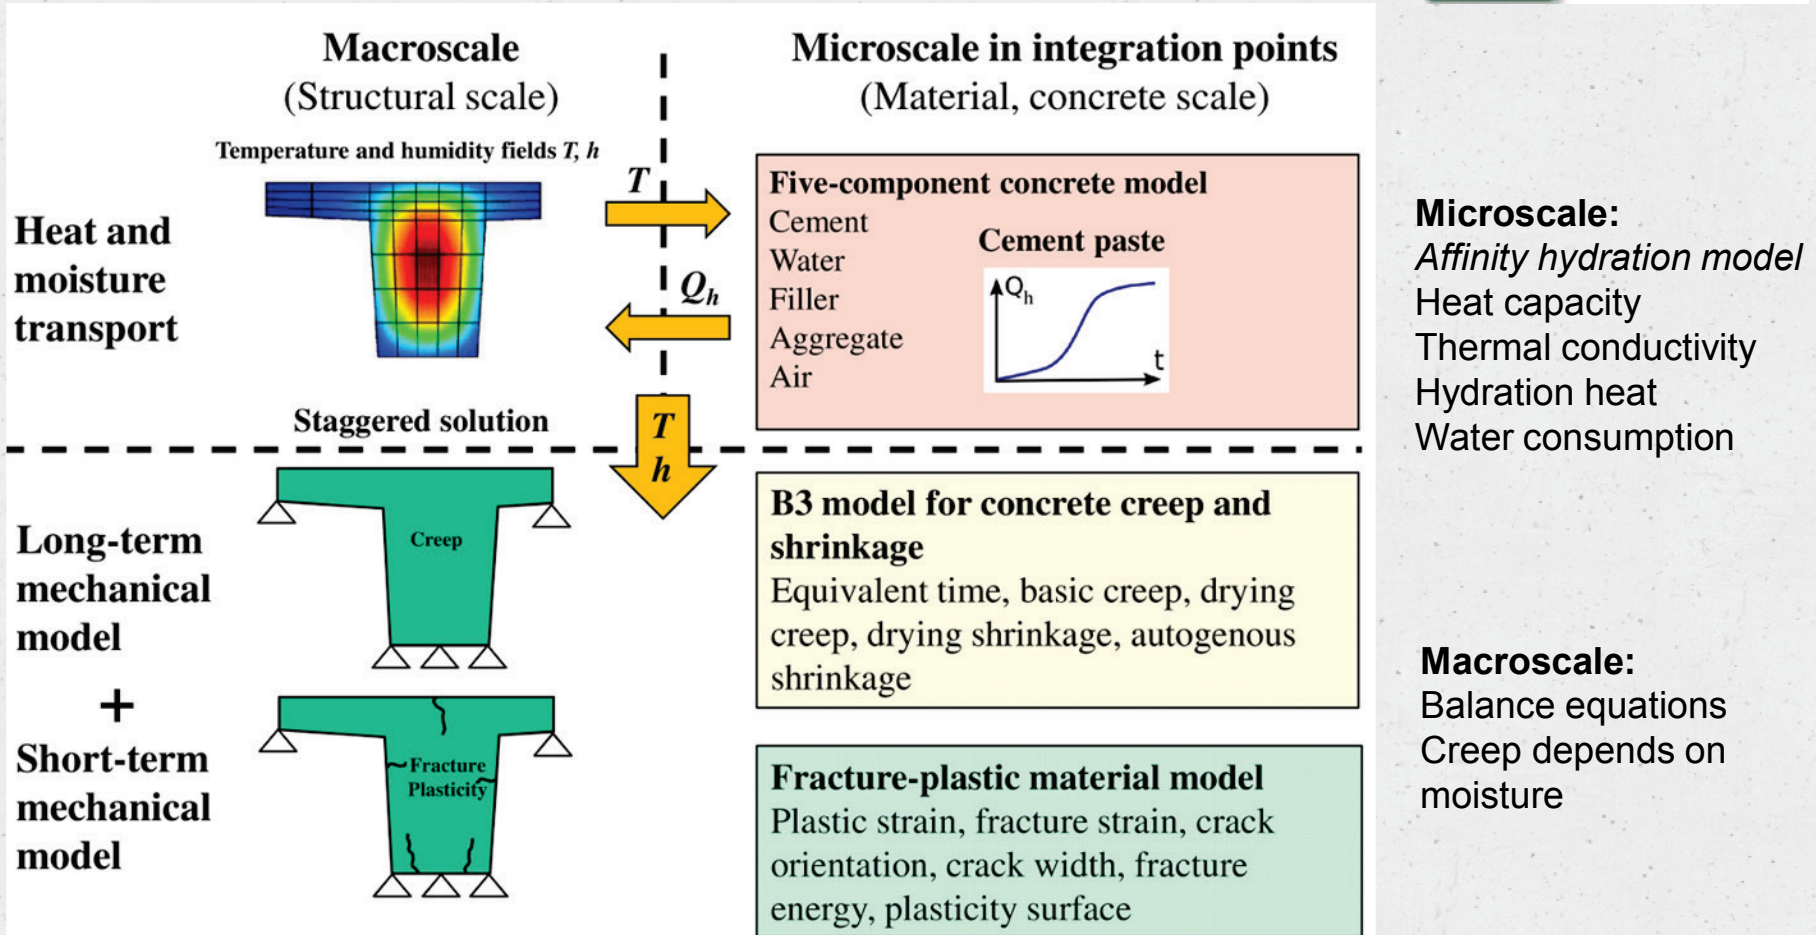 Macroscale
(Structural scale)
Microscale in integration points
(Material, concrete scale)
Temperature and humidity fields T, h
Heat and
moisture
transport
T
Q_h
Five-component concrete model
Cement
Water
Filler
Aggregate
Air
Cement paste
Q_h
t
Staggered solution
T
h
Long-term
mechanical
model
+
Short-term
mechanical
model
Creep
Fracture
Plasticity
B3 model for concrete creep and
shrinkage
Equivalent time, basic creep, drying
creep, drying shrinkage, autogenous
shrinkage
Fracture-plastic material model
Plastic strain, fracture strain, crack
orientation, crack width, fracture
energy, plasticity surface
Microscale:
Affinity hydration model
Heat capacity
Thermal conductivity
Hydration heat
Water consumption
Macroscale:
Balance equations
Creep depends on
moisture